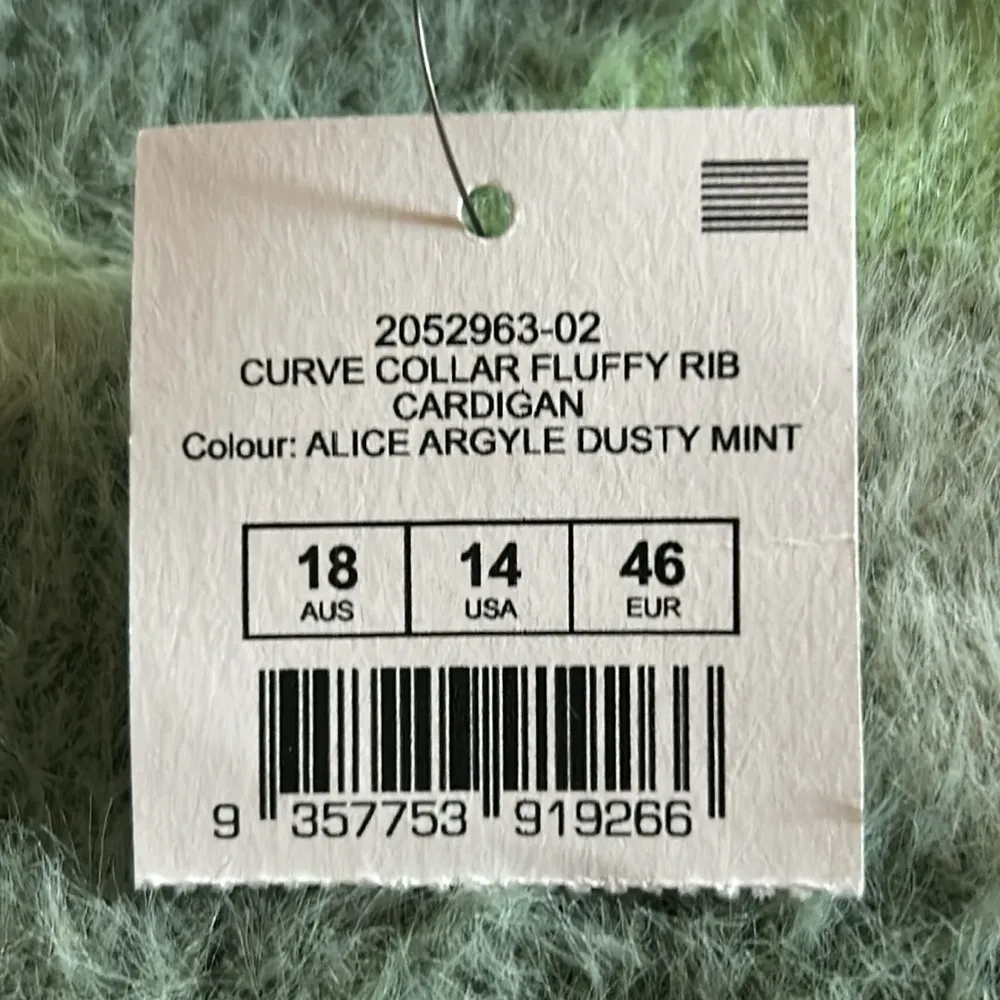 2052963-02
CURVE COLLAR FLUFFY RIB
CARDIGAN
Colour: ALICE ARGYLE DUSTY MINT
18 14 46
AUS USA EUR
9 357753 919266